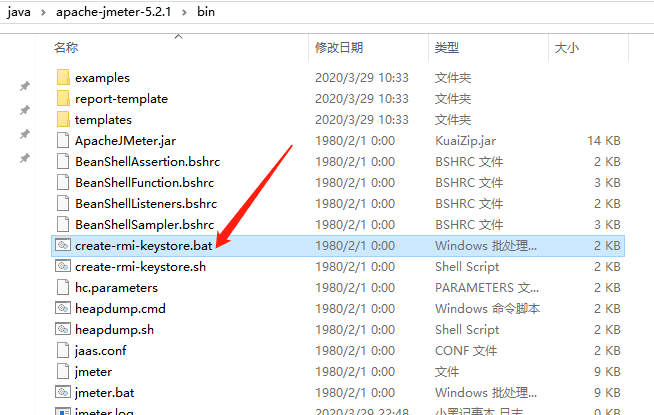 java › apache-jmeter-5.2.1 › bin
名称 修改日期 类型 大小
examples 2020/3/29 10:33 文件夹
report-template 2020/3/29 10:33 文件夹
templates 2020/3/29 10:33 文件夹
ApacheJMeter.jar 1980/2/1 0:00 KuaiZip.jar 14 KB
BeanShellAssertion.bshrc 1980/2/1 0:00 BSHRC 文件 2 KB
BeanShellFunction.bshrc 1980/2/1 0:00 BSHRC 文件 3 KB
BeanShellListeners.bshrc 1980/2/1 0:00 BSHRC 文件 2 KB
BeanShellSampler.bshrc 1980/2/1 0:00 BSHRC 文件 3 KB
create-rmi-keystore.bat 1980/2/1 0:00 Windows 批处理... 2 KB
create-rmi-keystore.sh 1980/2/1 0:00 Shell Script 2 KB
hc.parameters 1980/2/1 0:00 PARAMETERS 文... 2 KB
heapdump.cmd 1980/2/1 0:00 Windows 命令脚本 2 KB
heapdump.sh 1980/2/1 0:00 Shell Script 2 KB
jaas.conf 1980/2/1 0:00 CONF 文件 2 KB
jmeter 1980/2/1 0:00 文件 9 KB
jmeter.bat 1980/2/1 0:00 Windows 批处理... 9 KB
jmeter.log 2020/3/29 22:48 小黑记事本 日志 0 KB